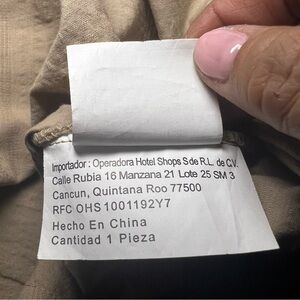 Importador : Operadora Hotel Shops S de R.L. de C.V.
Calle Rubia 16 Manzana 21 Lote 25 SM 3
Cancun, Quintana Roo 77500
RFC OHS1001192Y7
Hecho En China
Cantidad 1 Pieza